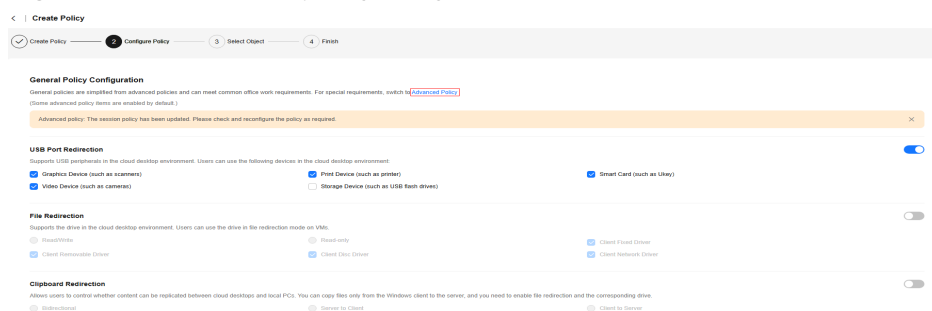 < | Create Policy
Create Policy 2 Configure Policy 3 Select Object 4 Finish
General Policy Configuration
General policies are simplified from advanced policies and can meet common office work requirements. For special requirements, switch to Advanced Policy
(Some advanced policy items are enabled by default.)
Advanced policy: The session policy has been updated. Please check and reconfigure the policy as required.
USB Port Redirection
Supports USB peripherals in the cloud desktop environment. Users can use the following devices in the cloud desktop environment:
Graphics Device (such as scanners) Print Device (such as printer) Smart Card (such as Ukey)
Video Device (such as cameras) Storage Device (such as USB flash drives)
File Redirection
Supports the drive in the cloud desktop environment. Users can use the drive in file redirection mode on VMs.
Read/Write Read-only Client Fixed Driver
Client Removable Driver Client Disc Driver Client Network Driver
Clipboard Redirection
Allows users to control whether content can be replicated between cloud desktops and local PCs. You can copy files only from the Windows client to the server, and you need to enable file redirection and the corresponding drive.
Bidirectional Server to Client Client to Server